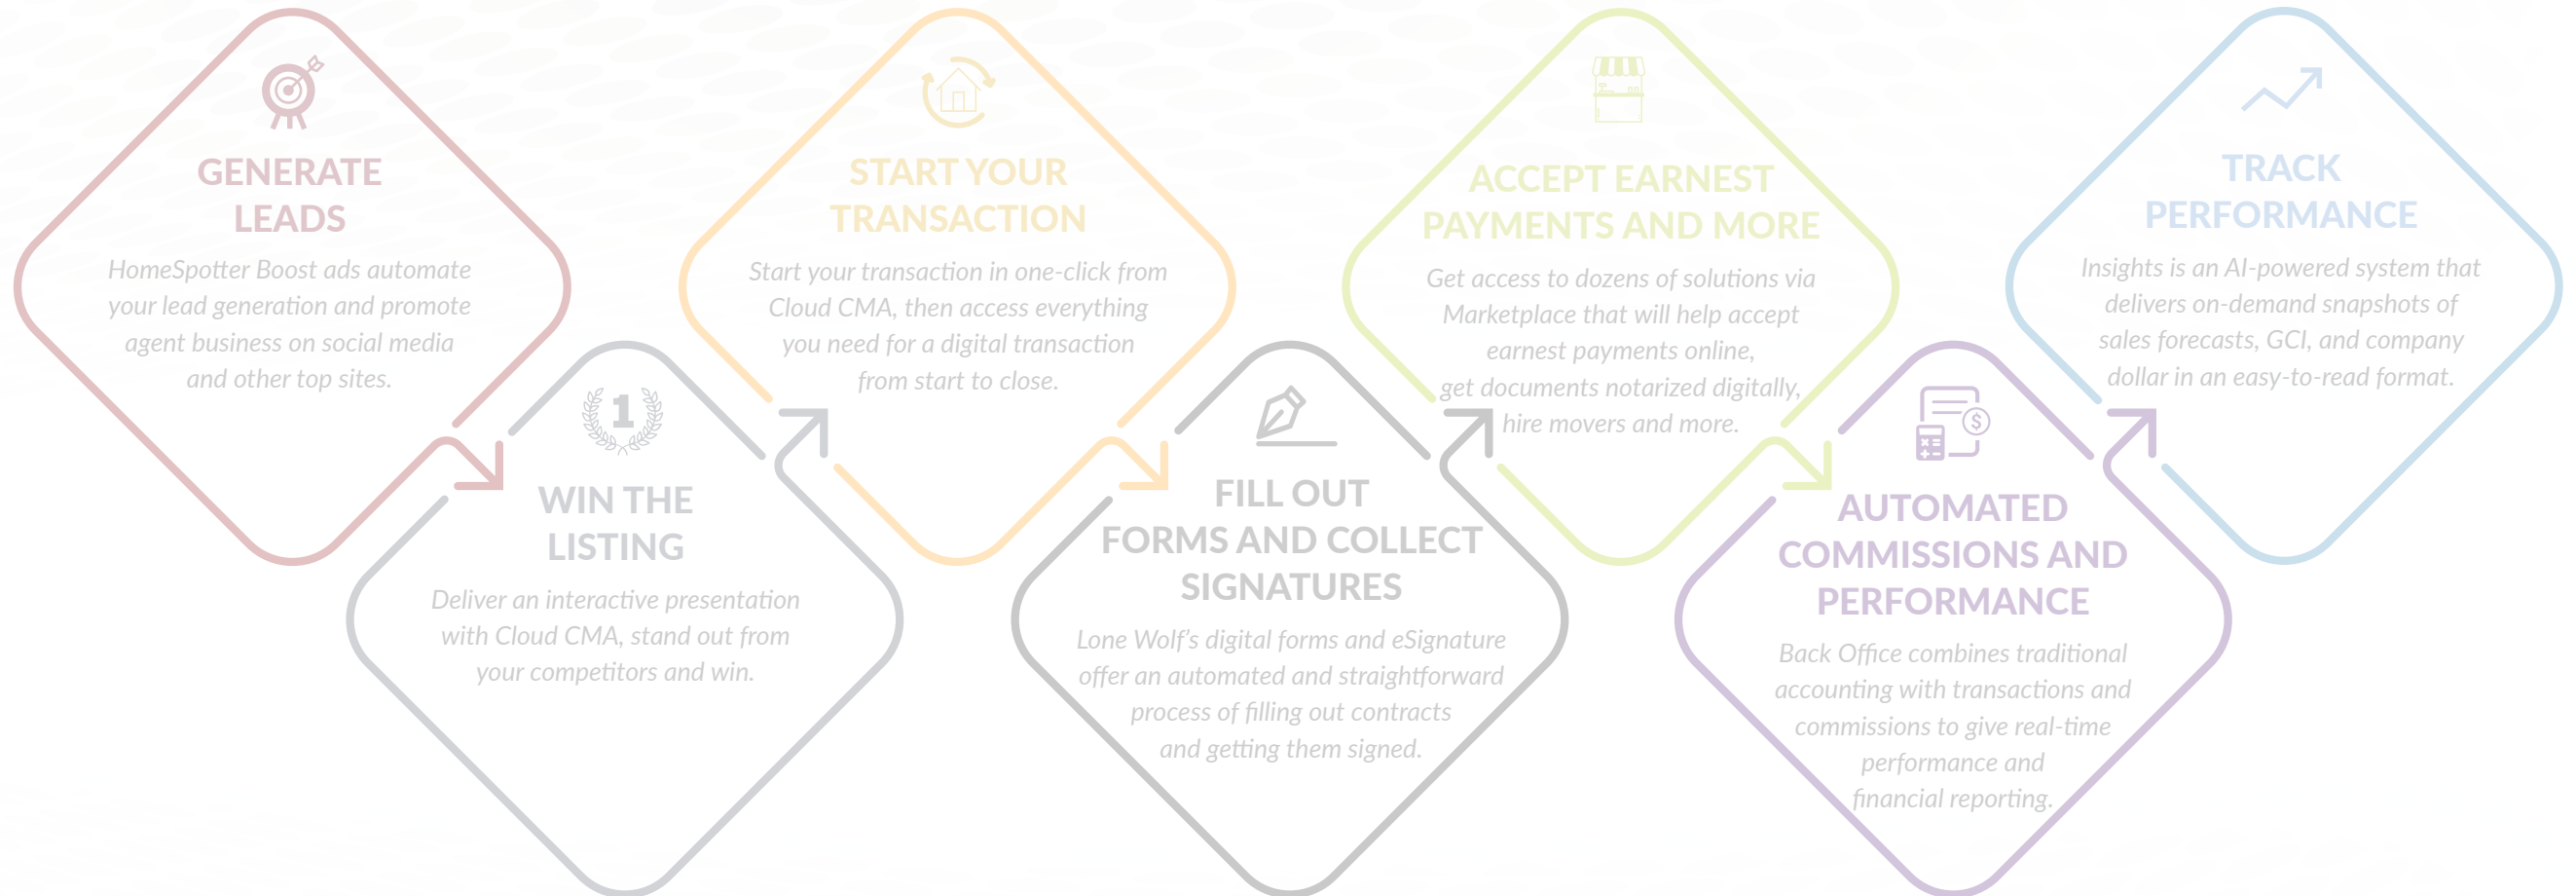 GENERATE
LEADS
HomeSpotter Boost ads automate
your lead generation and promote
agent business on social media
and other top sites.
1
WIN THE
LISTING
Deliver an interactive presentation
with Cloud CMA, stand out from
your competitors and win.
START YOUR
TRANSACTION
Start your transaction in one-click from
Cloud CMA, then access everything
you need for a digital transaction
from start to close.
FILL OUT
FORMS AND COLLECT
SIGNATURES
Lone Wolf’s digital forms and eSignature
offer an automated and straightforward
process of filling out contracts
and getting them signed.
ACCEPT EARNEST
PAYMENTS AND MORE
Get access to dozens of solutions via
Marketplace that will help accept
earnest payments online,
get documents notarized digitally,
hire movers and more.
$
AUTOMATED
COMMISSIONS AND
PERFORMANCE
Back Office combines traditional
accounting with transactions and
commissions to give real-time
performance and
financial reporting.
TRACK
PERFORMANCE
Insights is an AI-powered system that
delivers on-demand snapshots of
sales forecasts, GCI, and company
dollar in an easy-to-read format.